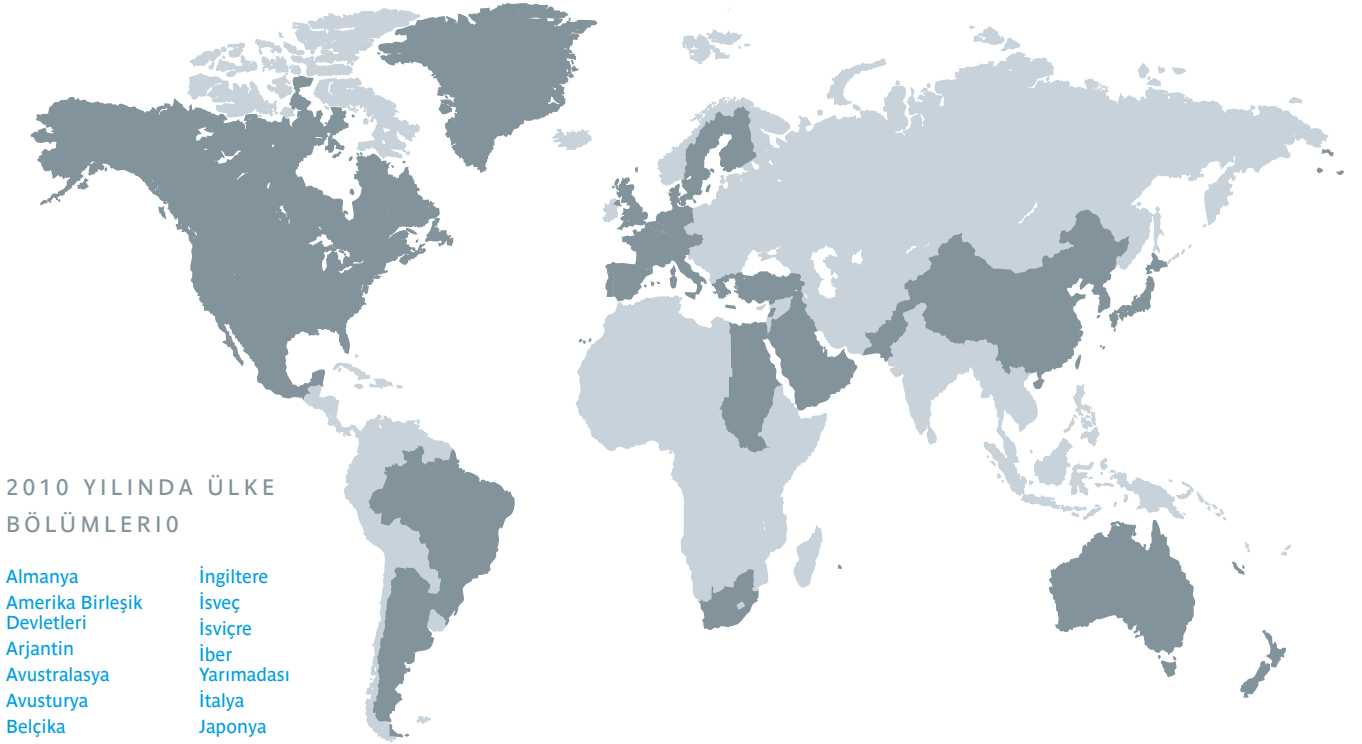 2010 YILINDA ÜLKE
BÖLÜMLERI0
Almanya
Amerika Birleşik
Devletleri
Arjantin
Avustralasya
Avusturya
Belçika
İngiltere
İsveç
İsviçre
İber
Yarımadası
İtalya
Japonya